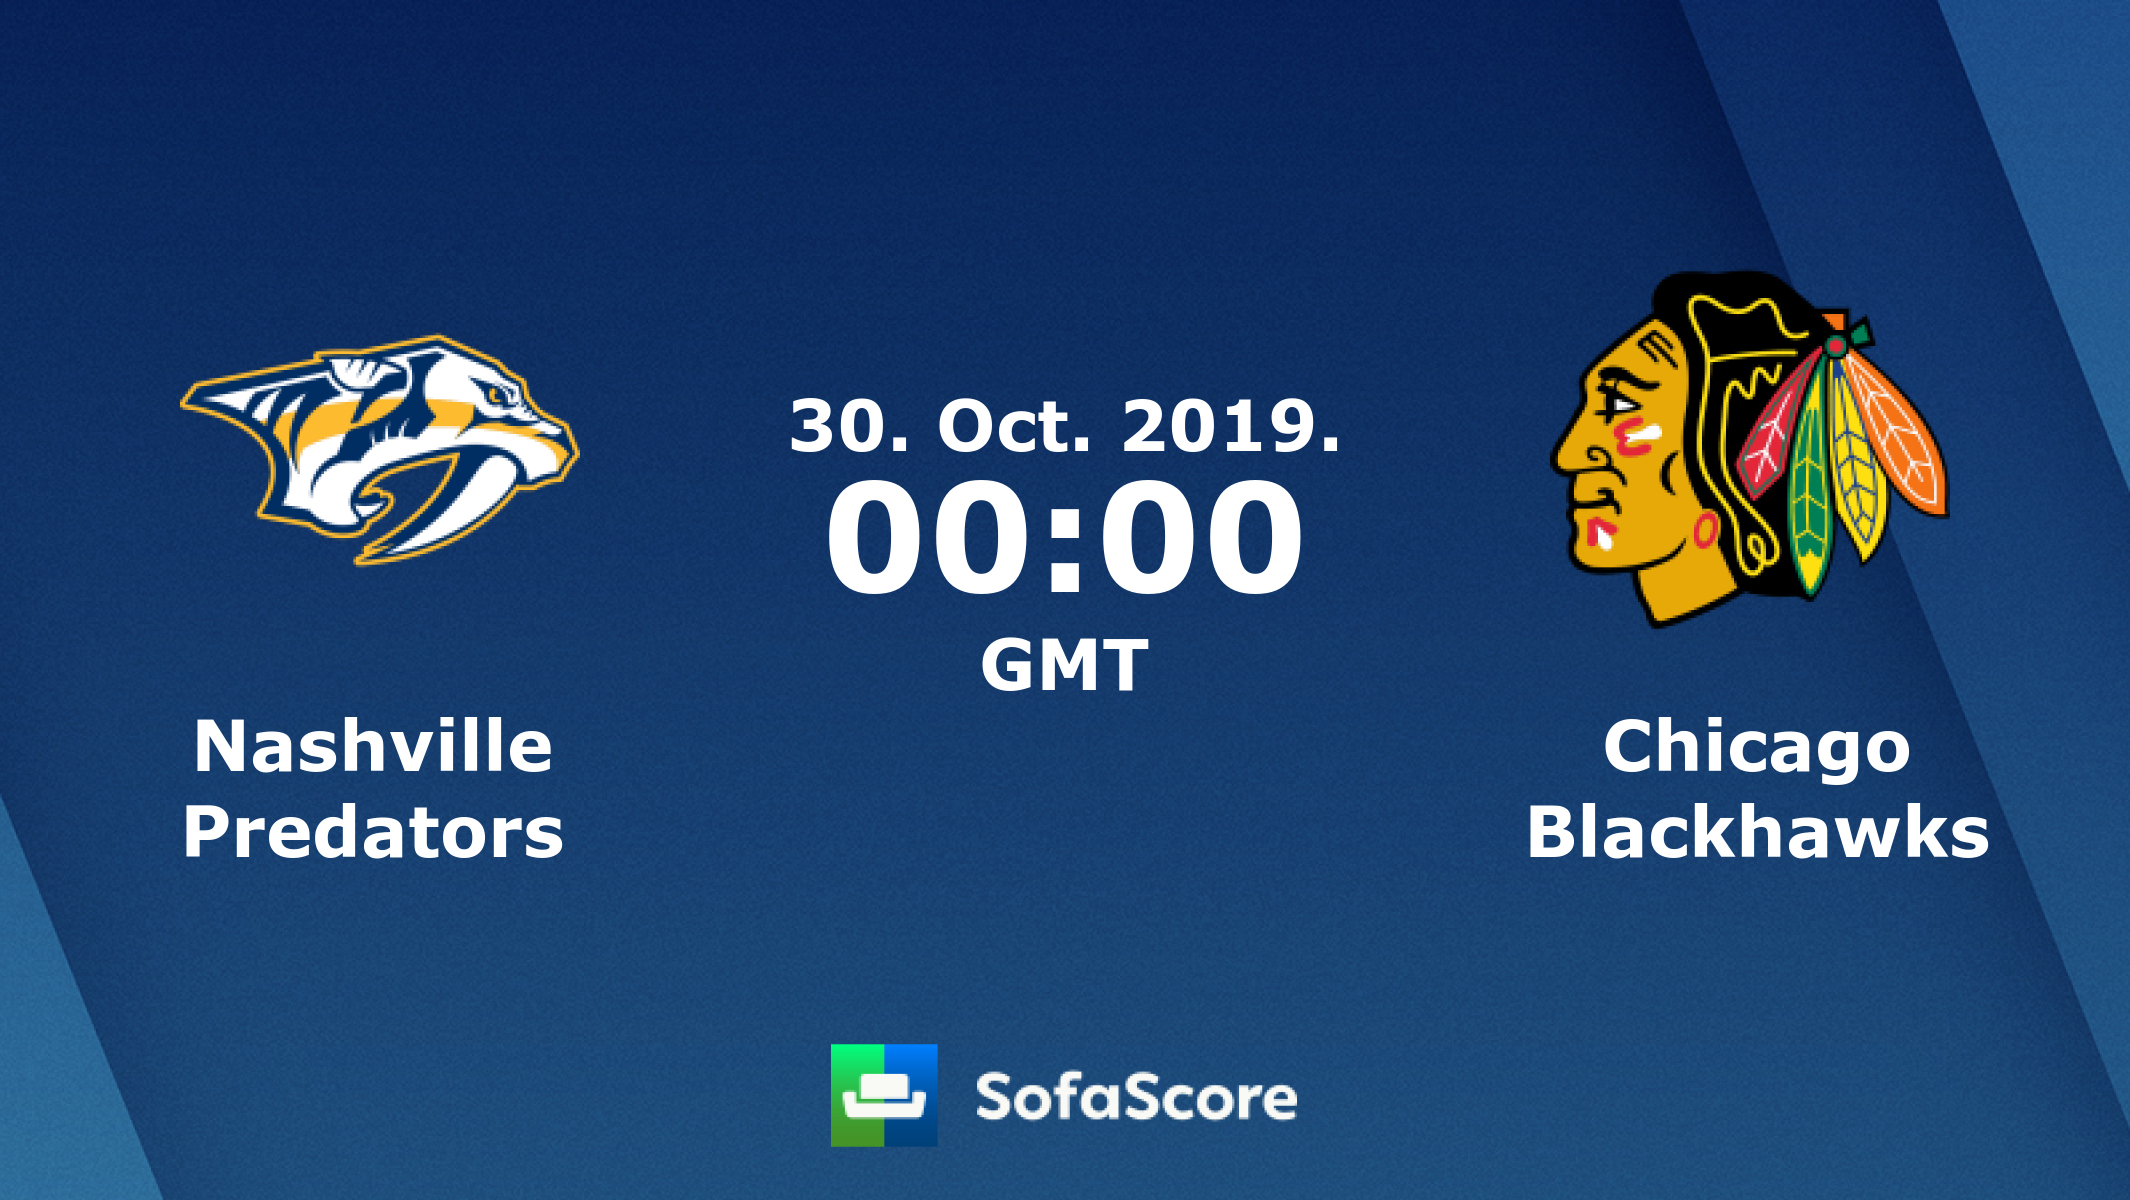 30. Oct. 2019.
00:00
GMT
Nashville
Predators
Chicago
Blackhawks
SofaScore